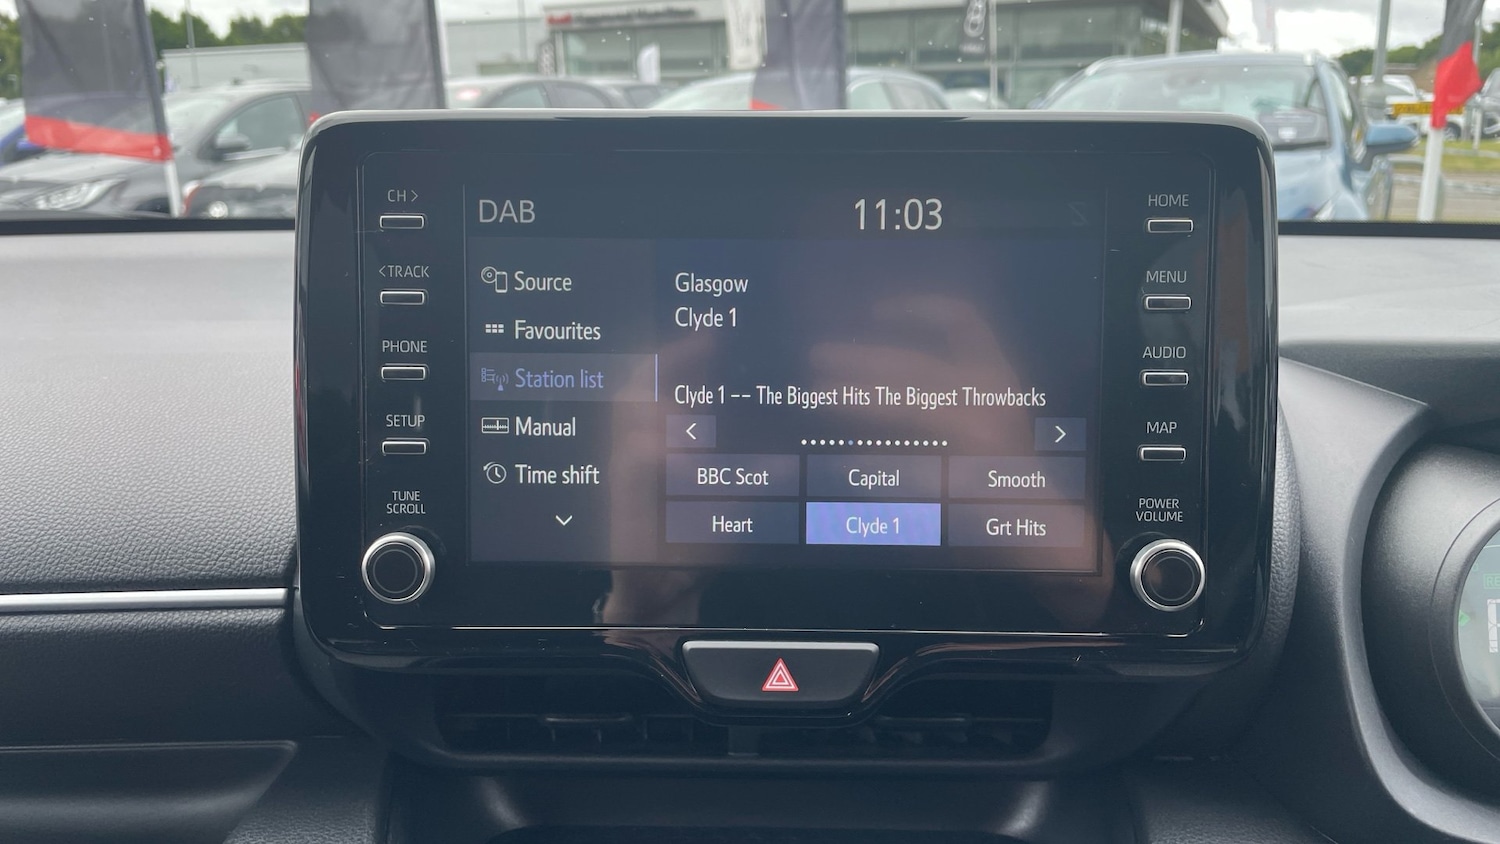 CH >
< TRACK
PHONE
SETUP
TUNE
SCROLL
DAB
11:03
Source
Favourites
Station list
Manual
Time shift
Glasgow
Clyde 1
Clyde 1 -- The Biggest Hits The Biggest Throwbacks
< >
BBC Scot Capital Smooth
Heart Clyde 1 Grt Hits
HOME
MENU
AUDIO
MAP
POWER
VOLUME